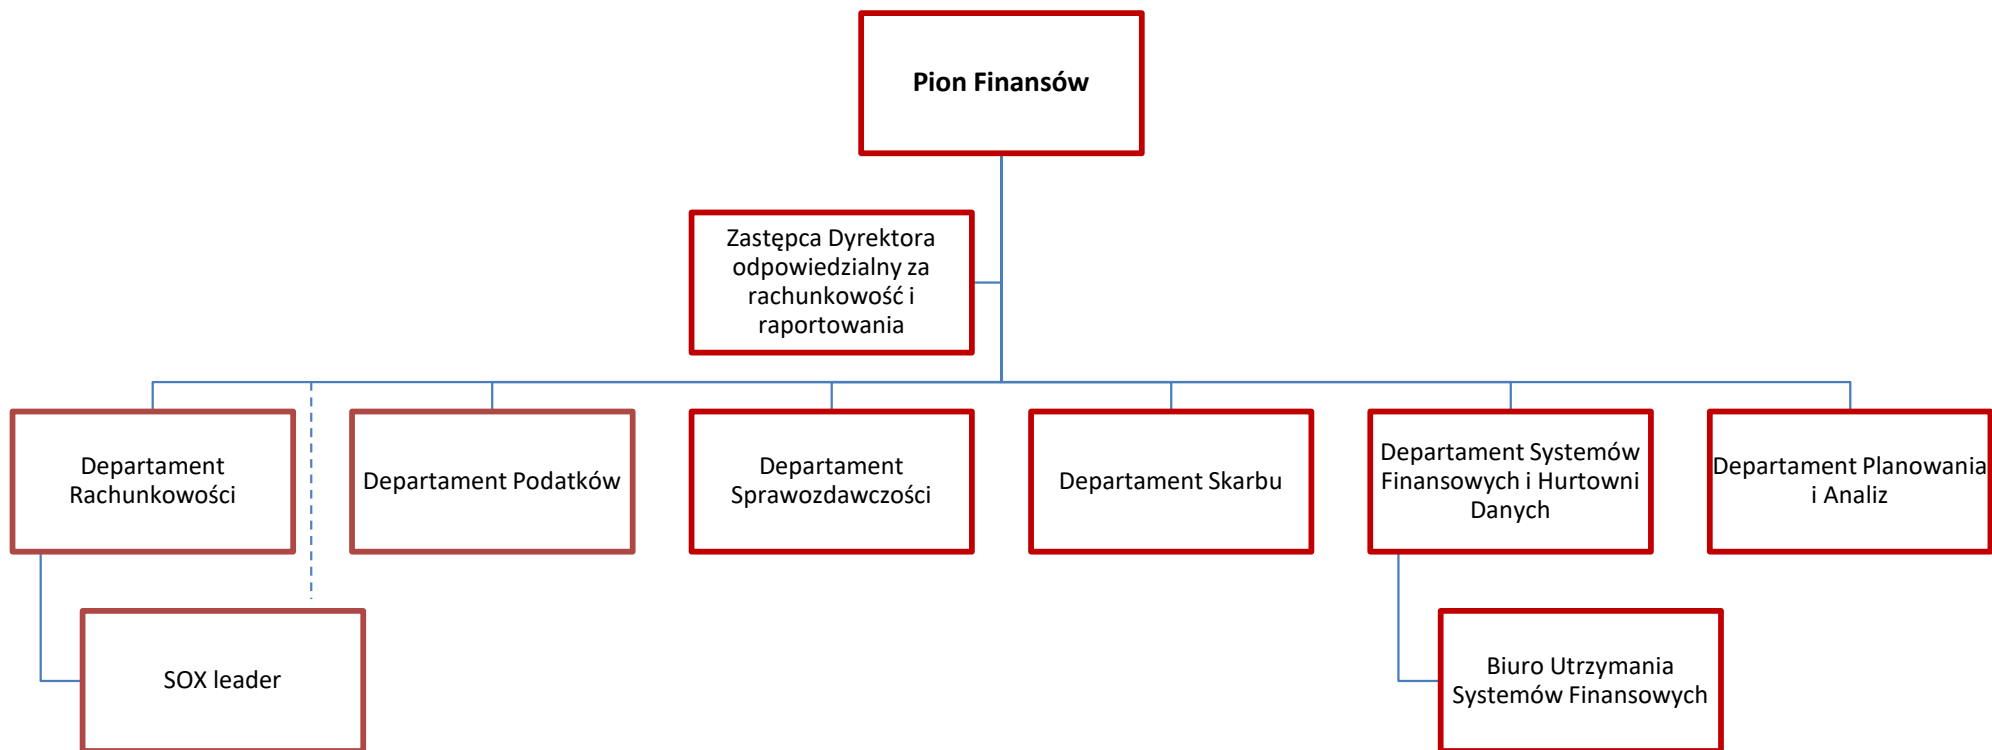 Pion Finansów
Zastępca Dyrektora
odpowiedzialny za
rachunkowość i
raportowania
Departament
Rachunkowości
Departament Podatków
Departament
Sprawozdawczości
Departament Skarbu
Departament Systemów
Finansowych i Hurtowni
Danych
Departament Planowania
i Analiz
SOX leader
Biuro Utrzymania
Systemów Finansowych